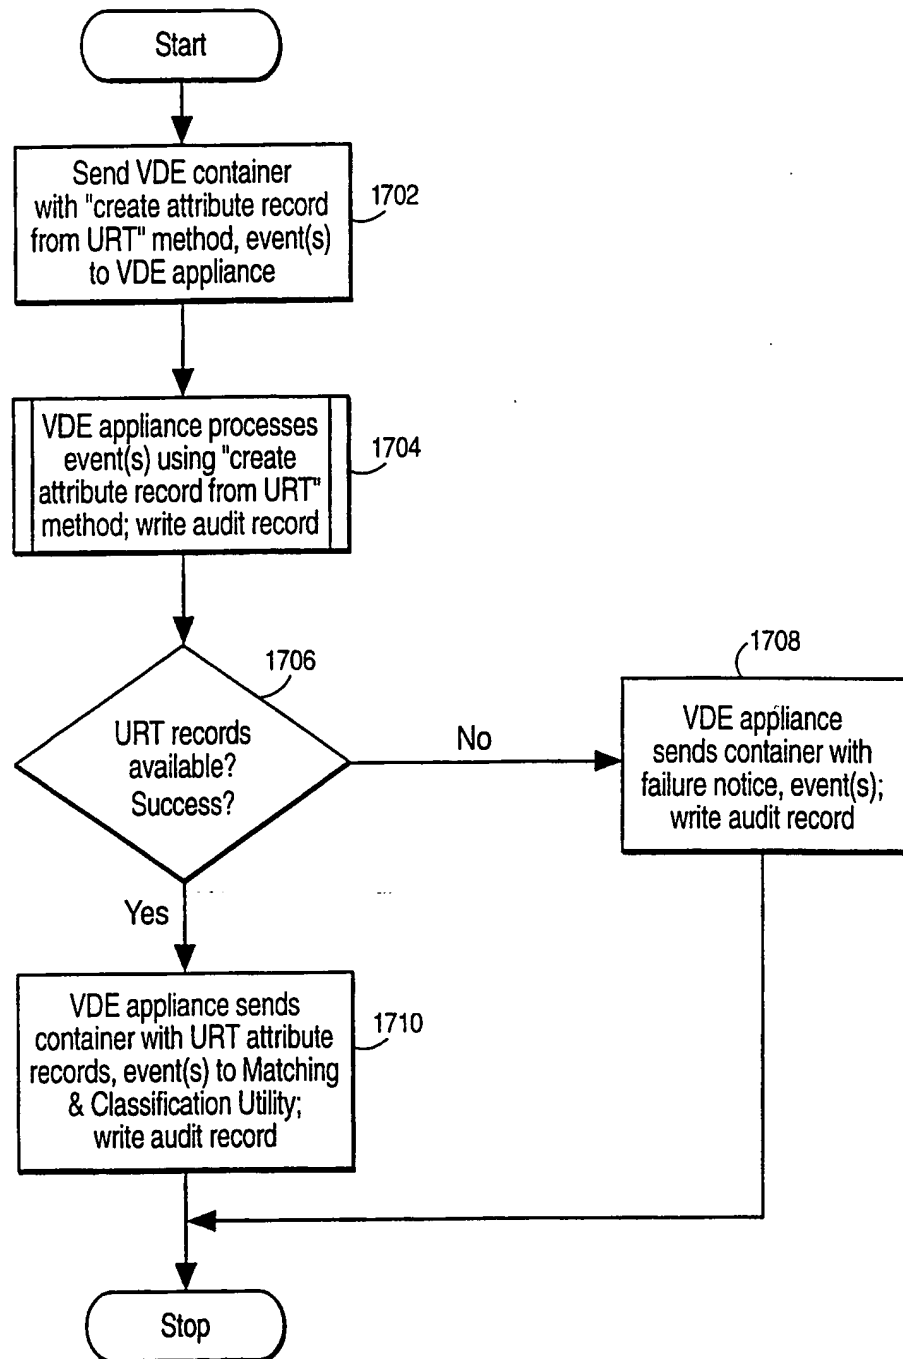 Start
Send VDE container
with "create attribute record
from URT" method, event(s)
to VDE appliance
1702
VDE appliance processes
event(s) using "create
attribute record from URT"
method; write audit record
1704
1706
URT records
available?
Success?
No
1708
VDE appliance
sends container with
failure notice, event(s);
write audit record
Yes
VDE appliance sends
container with URT attribute
records, event(s) to Matching
& Classification Utility;
write audit record
1710
Stop